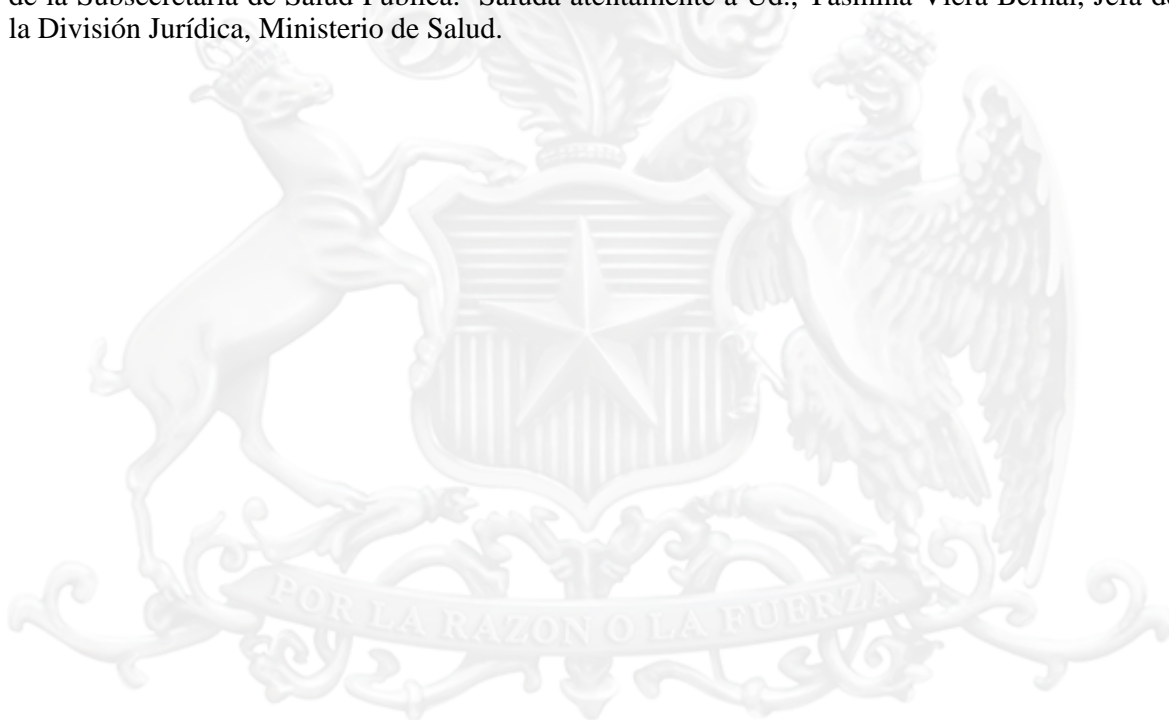 de la Subsecretaría de Salud Pública.- Saluda atentamente a Ud., Yasmina Viera Bernal, Jefa de
la División Jurídica, Ministerio de Salud.
POR LA RAZON O LA FUERZA